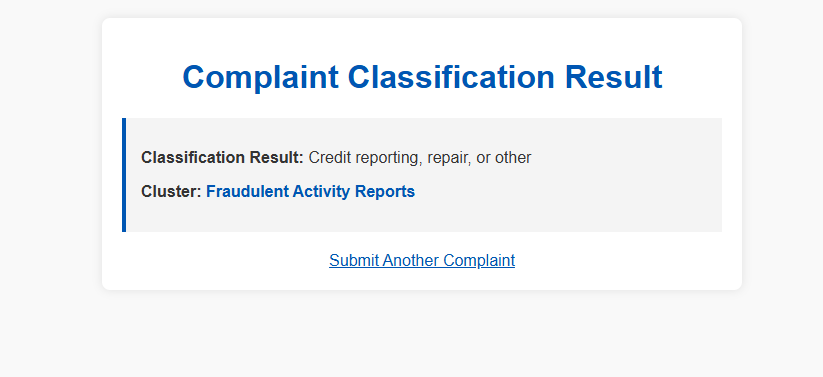 Complaint Classification Result
Classification Result: Credit reporting, repair, or other
Cluster: Fraudulent Activity Reports
Submit Another Complaint